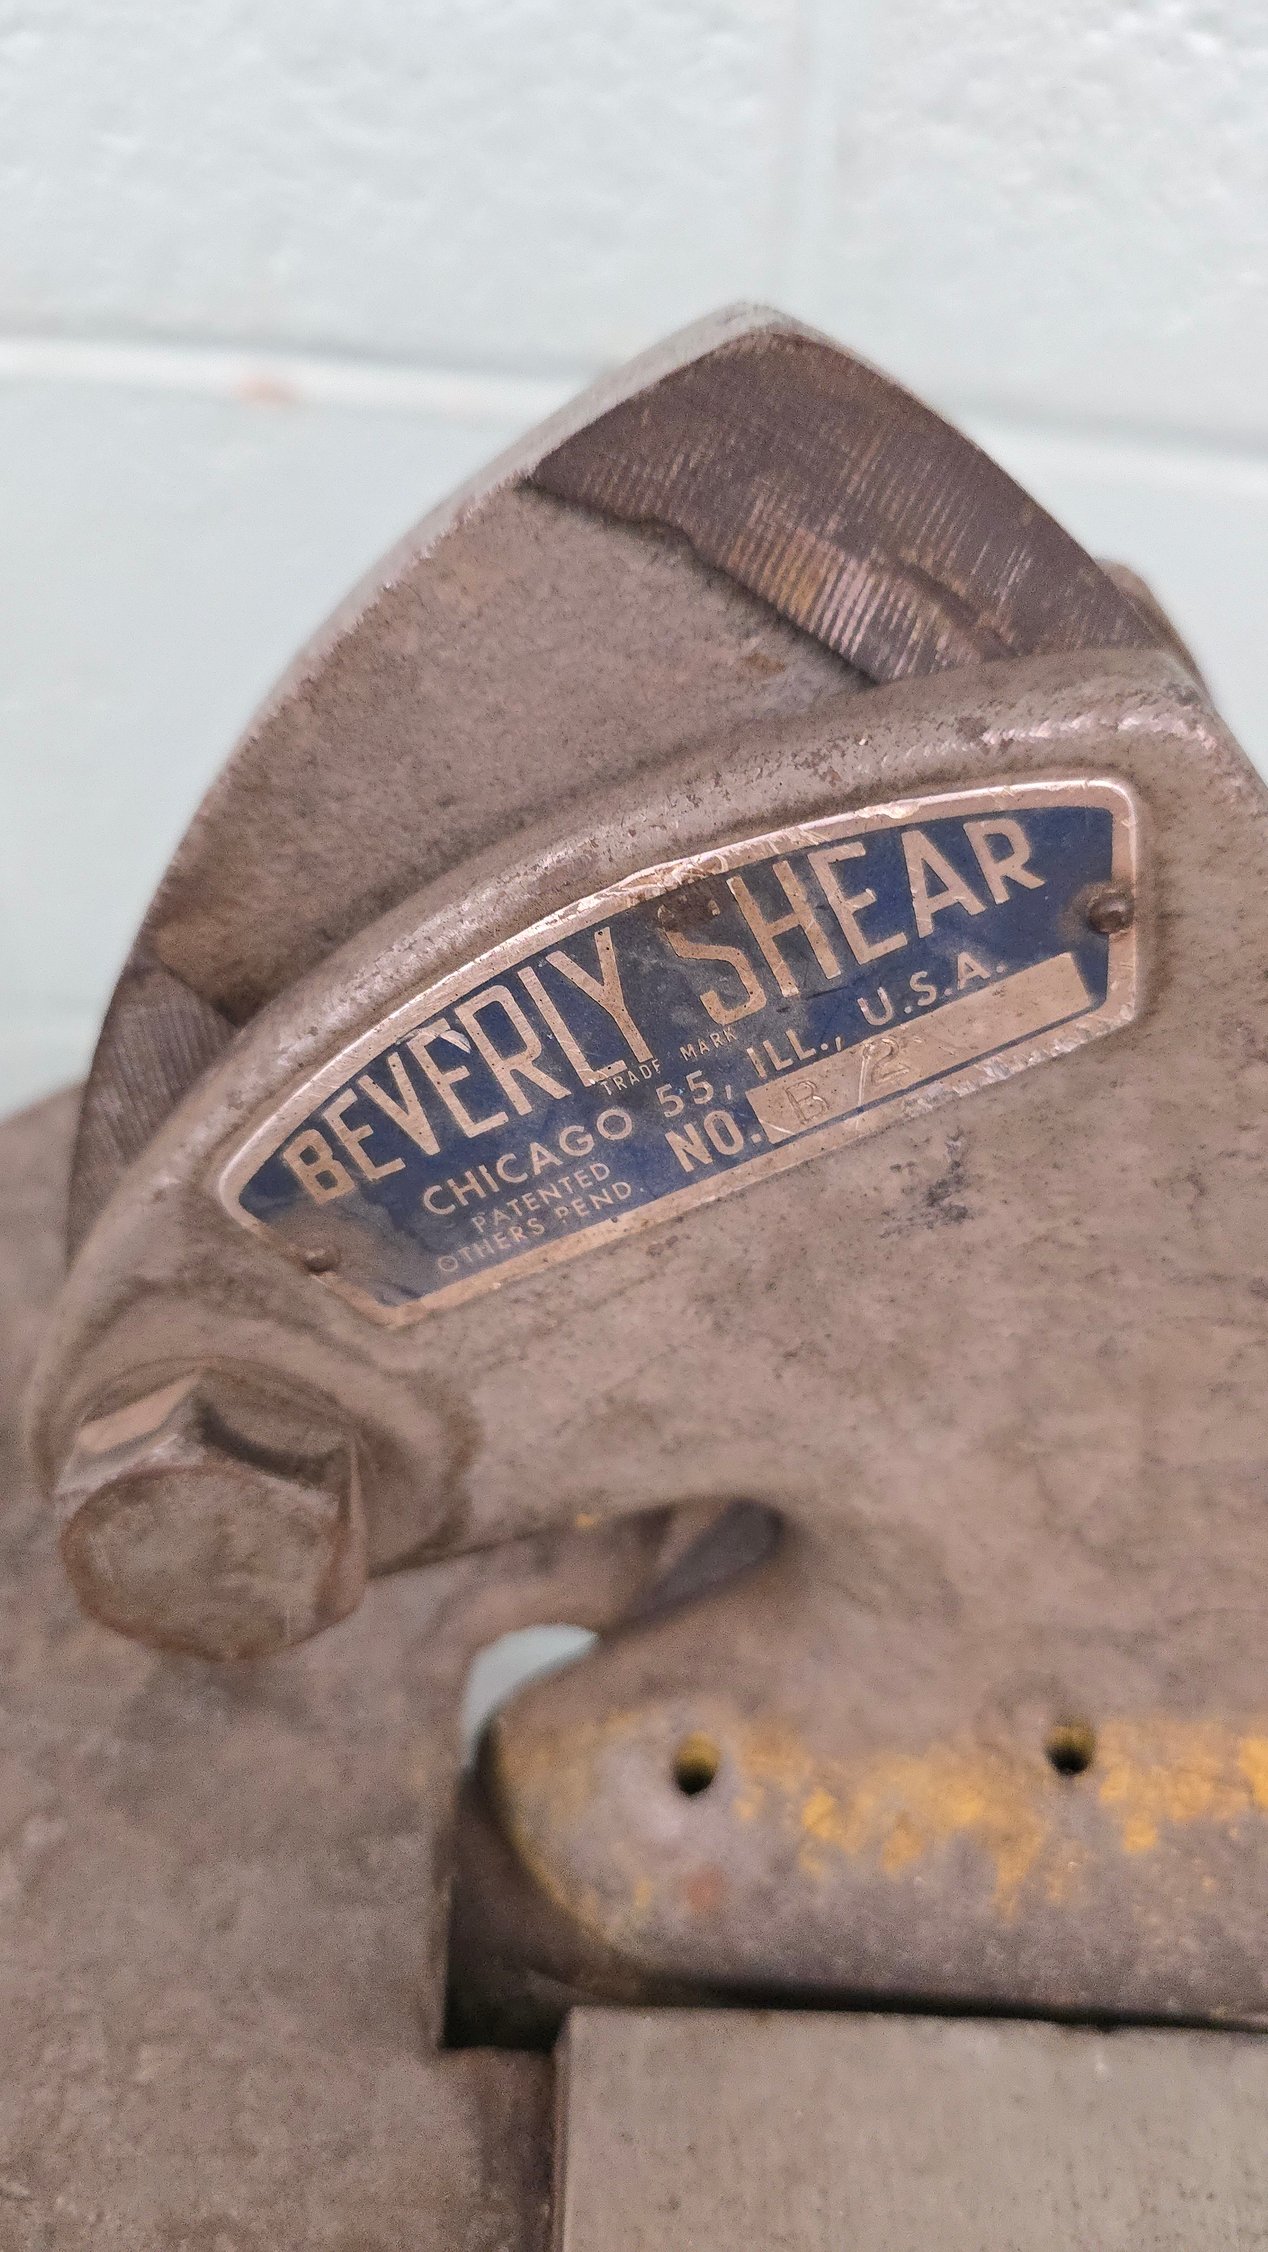 BEVERLY SHEAR
TRADE MARK
CHICAGO 55, ILL., U.S.A.
PATENTED
OTHERS PEND.
NO. B 2